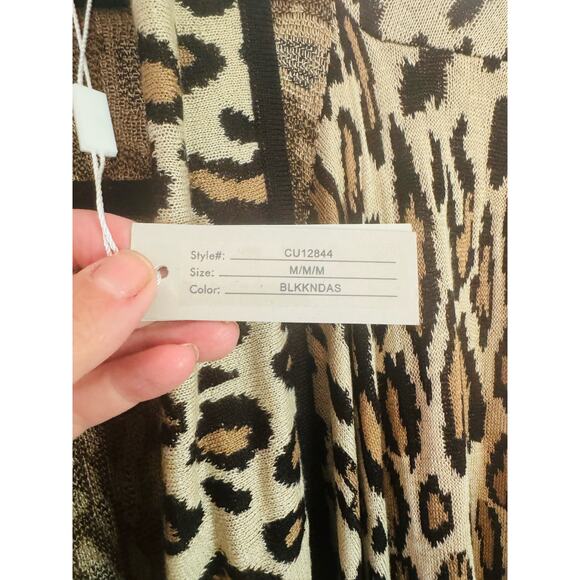 Style#: CU12844
Size: M/M/M
Color: BLKKNDAS